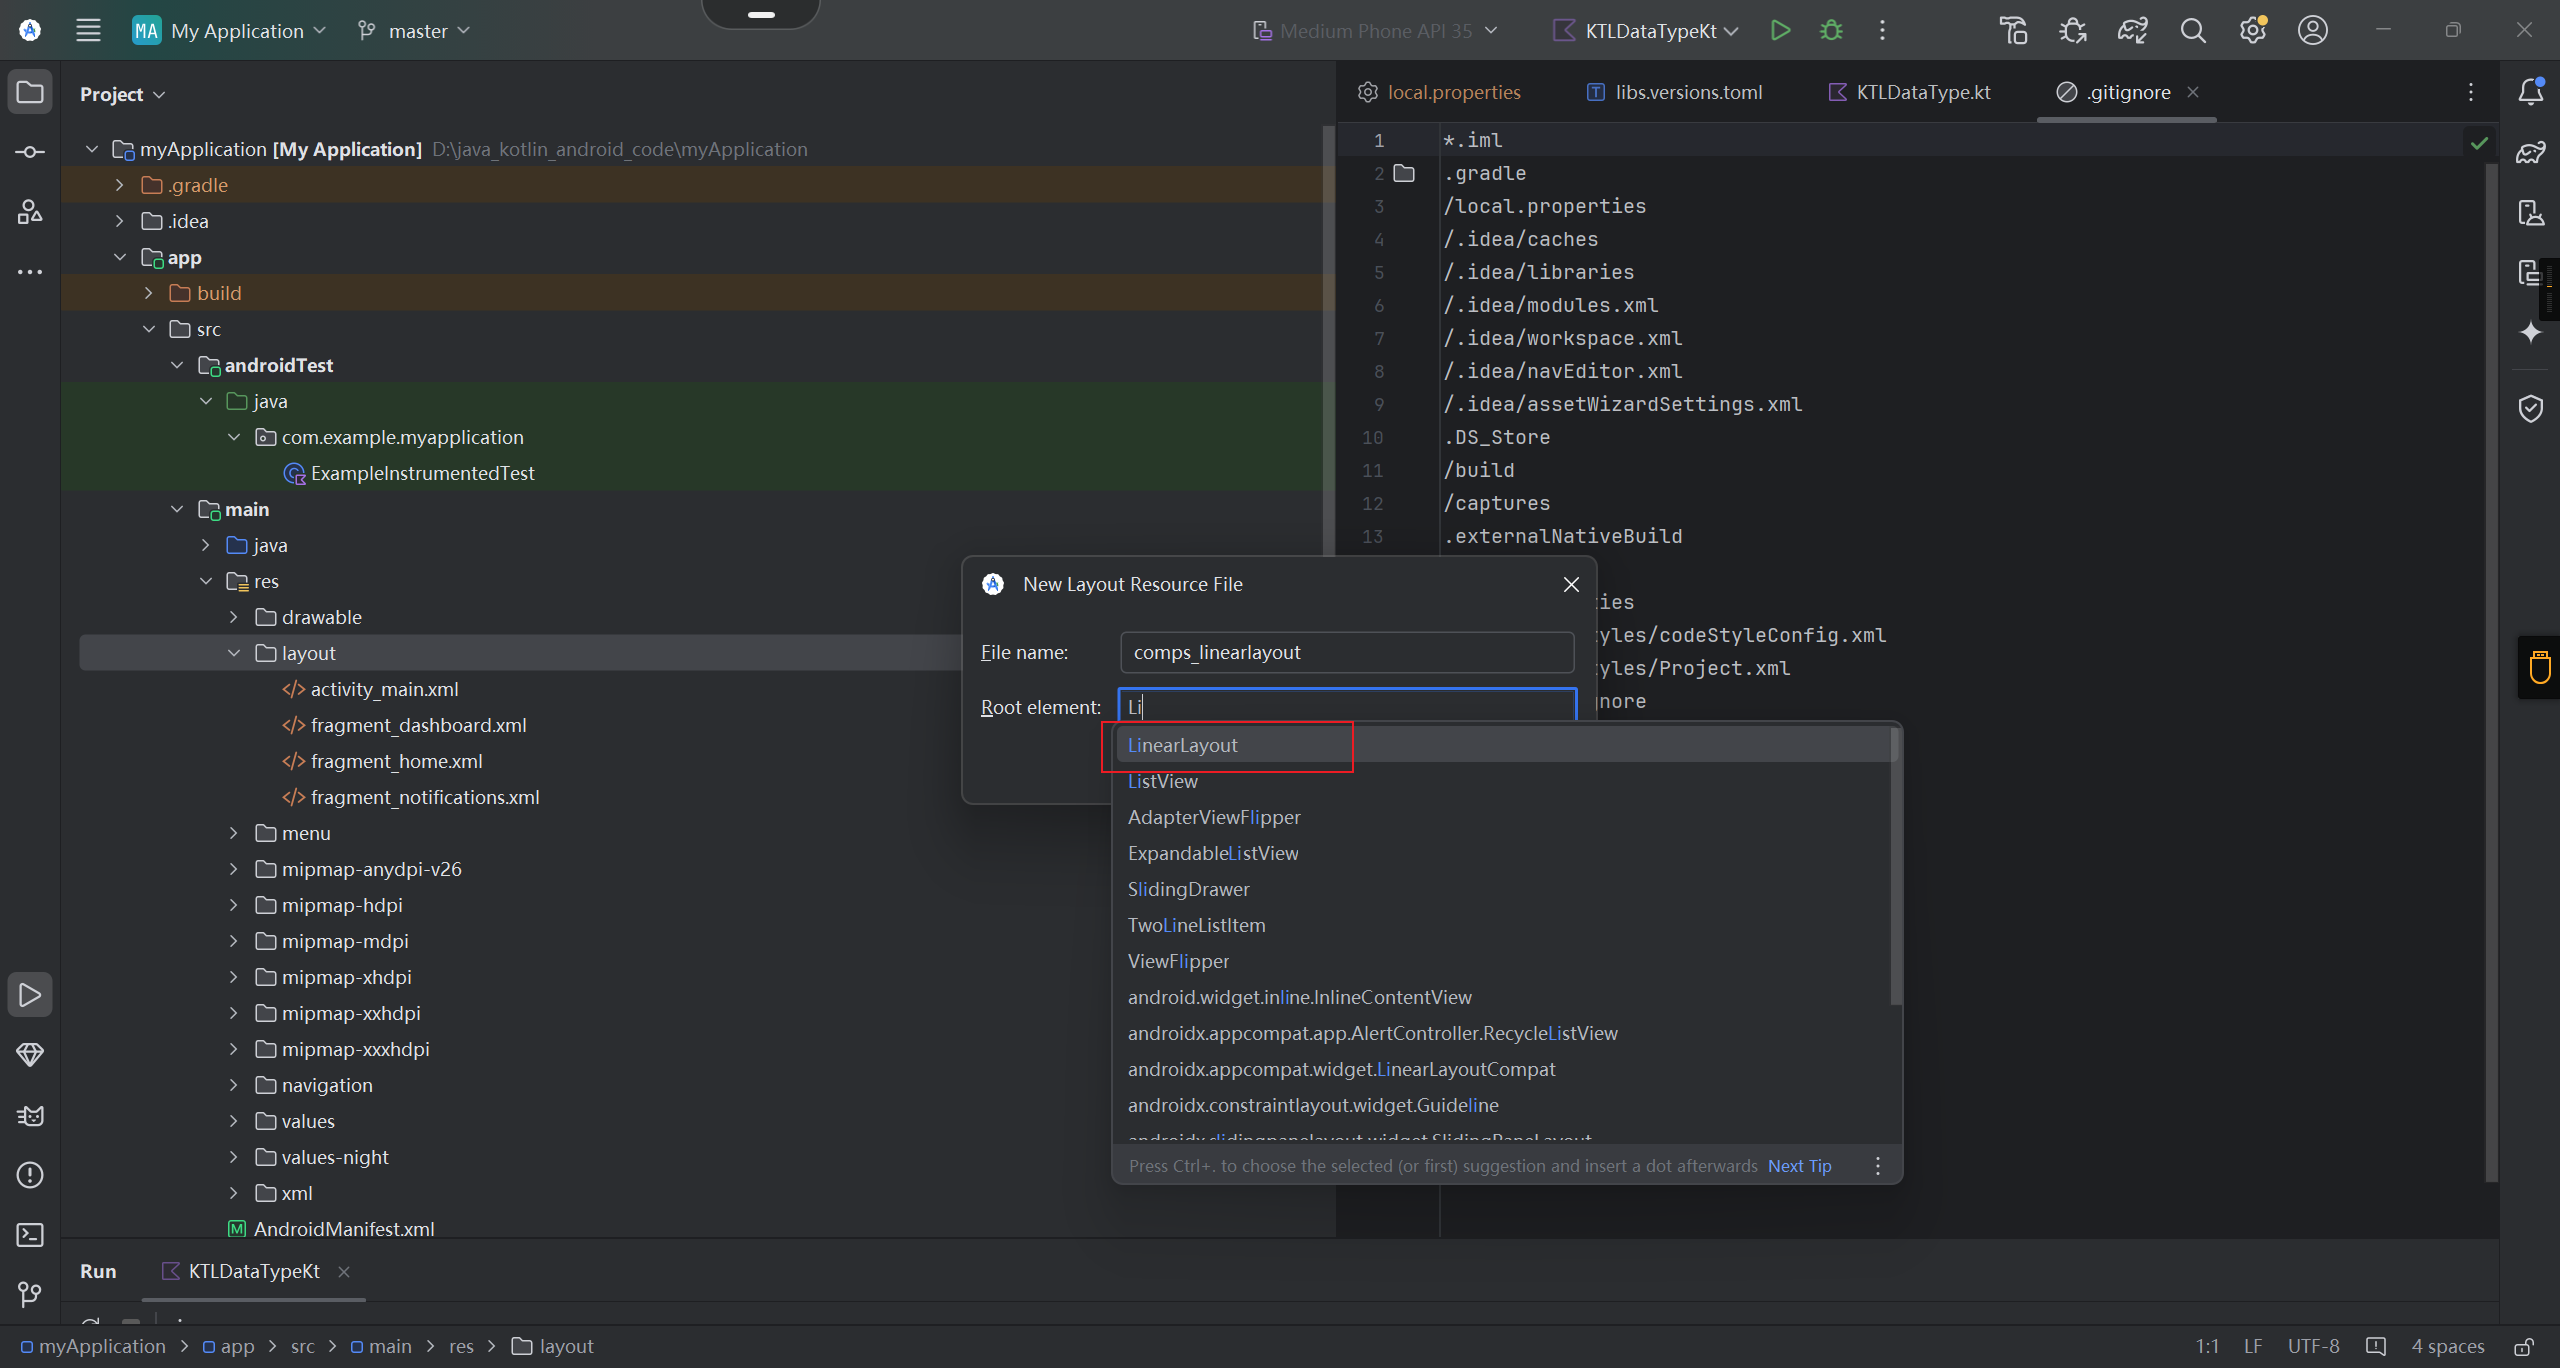 MA My Application master Medium Phone API 35 KTLDataTypeKt
Project
local.properties libs.versions.toml KTLDataType.kt .gitignore
myApplication [My Application] D:\java_kotlin_android_code\myApplication
.gradle
.idea
app
build
src
androidTest
java
com.example.myapplication
ExampleInstrumentedTest
main
java
res
drawable
layout
activity_main.xml
fragment_dashboard.xml
fragment_home.xml
fragment_notifications.xml
menu
mipmap-anydpi-v26
mipmap-hdpi
mipmap-mdpi
mipmap-xhdpi
mipmap-xxhdpi
mipmap-xxxhdpi
navigation
values
values-night
xml
AndroidManifest.xml
1 *.iml
2 .gradle
3 /local.properties
4 /.idea/caches
5 /.idea/libraries
6 /.idea/modules.xml
7 /.idea/workspace.xml
8 /.idea/navEditor.xml
9 /.idea/assetWizardSettings.xml
10 .DS_Store
11 /build
12 /captures
13 .externalNativeBuild
ies
yles/codeStyleConfig.xml
yles/Project.xml
nore
New Layout Resource File
File name: comps_linearlayout
Root element: Li
LinearLayout
ListView
AdapterViewFlipper
ExpandableListView
SlidingDrawer
TwoLineListItem
ViewFlipper
android.widget.inline.InlineContentView
androidx.appcompat.app.AlertController.RecycleListView
androidx.appcompat.widget.LinearLayoutCompat
androidx.constraintlayout.widget.Guideline
androidx.slidingpanelayout.widget.SlidingPaneLayout
Press Ctrl+. to choose the selected (or first) suggestion and insert a dot afterwards Next Tip
Run KTLDataTypeKt
myApplication > app > src > main > res > layout
1:1 LF UTF-8 4 spaces